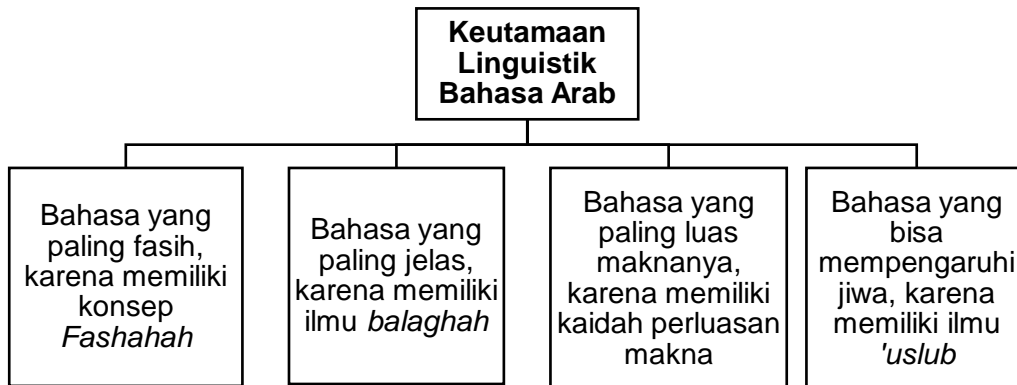 Keutamaan
Linguistik
Bahasa Arab
Bahasa yang
paling fasih,
karena memiliki
konsep
Fashahah
Bahasa yang
paling jelas,
karena memiliki
ilmu balaghah
Bahasa yang
paling luas
maknanya,
karena memiliki
kaidah perluasan
makna
Bahasa yang
bisa
mempengaruhi
jiwa, karena
memiliki ilmu
'uslub